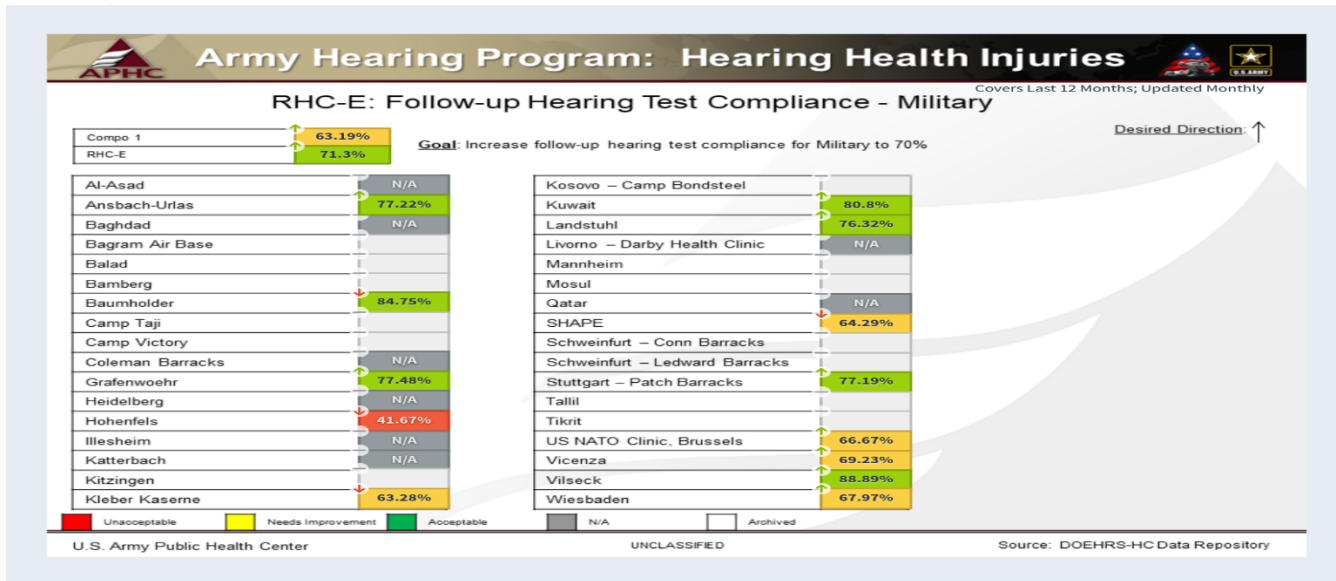 APHC
Army Hearing Program: Hearing Health Injuries
U.S.ARMY
Covers Last 12 Months; Updated Monthly
RHC-E: Follow-up Hearing Test Compliance - Military
Desired Direction:
Compo 1 63.19%
RHC-E 71.3%
Goal: Increase follow-up hearing test compliance for Military to 70%
Al-Asad N/A
Ansbach-Urlas 77.22%
Baghdad N/A
Bagram Air Base
Balad
Bamberg
Baumholder 84.75%
Camp Taji
Camp Victory
Coleman Barracks N/A
Grafenwoehr 77.48%
Heidelberg N/A
Hohenfels 41.67%
Illesheim N/A
Katterbach N/A
Kitzingen
Kleber Kaserne 63.28%
Kosovo – Camp Bondsteel
Kuwait 80.8%
Landstuhl 76.32%
Livorno – Darby Health Clinic N/A
Mannheim
Mosul
Qatar N/A
SHAPE 64.29%
Schweinfurt – Conn Barracks
Schweinfurt – Ledward Barracks
Stuttgart – Patch Barracks 77.19%
Tallil
Tikrit
US NATO Clinic, Brussels 66.67%
Vicenza 69.23%
Vilseck 88.89%
Wiesbaden 67.97%
Unacceptable Needs Improvement Acceptable N/A Archived
U.S. Army Public Health Center UNCLASSIFIED Source: DOEHRS-HC Data Repository